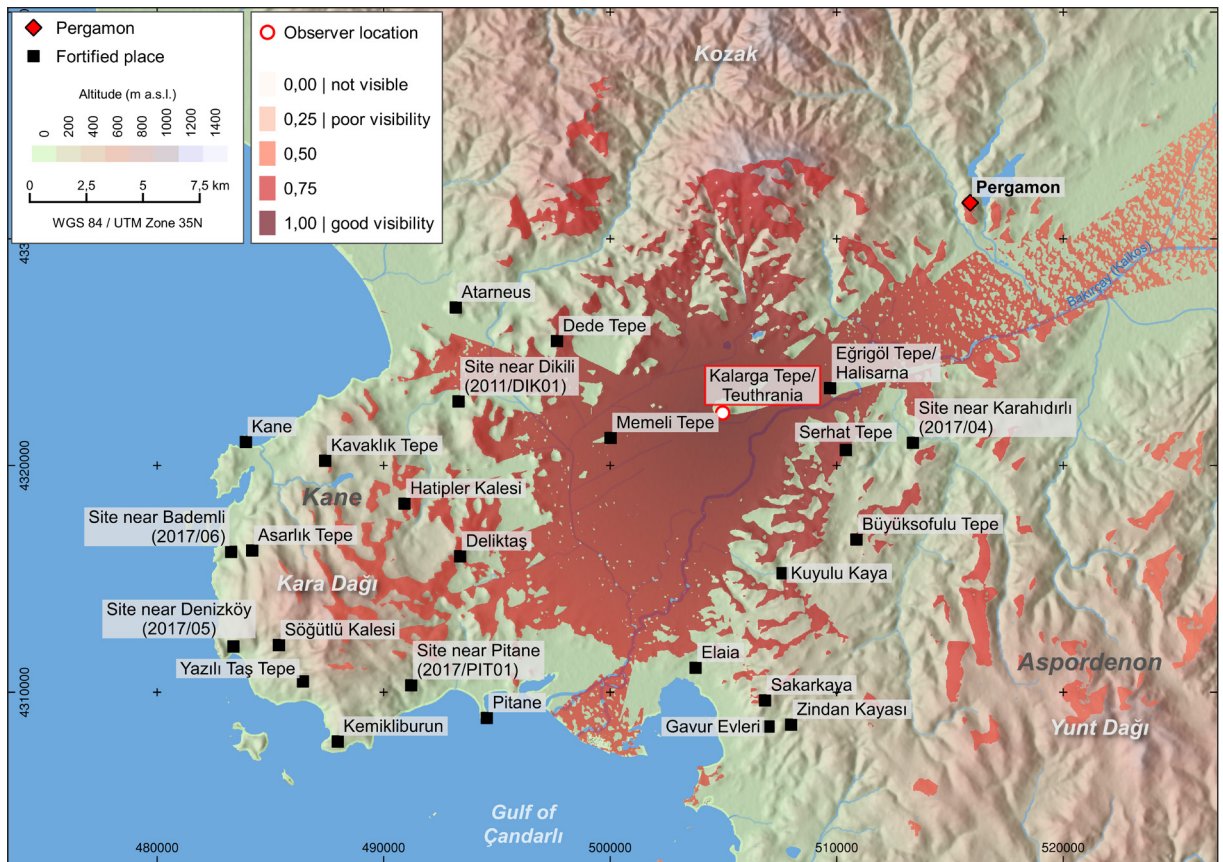 Pergamon
Fortified place
Altitude (m a.s.l.)
0 200 400 600 800 1000 1200 1400
0 2,5 5 7,5 km
WGS 84 / UTM Zone 35N
Observer location
0,00 | not visible
0,25 | poor visibility
0,50
0,75
1,00 | good visibility
Kozak
Pergamon
Bakırçay (Kaikos)
Atarneus
Dede Tepe
Site near Dikili
(2011/DIK01)
Kalarga Tepe/
Teuthrania
Eğrigöl Tepe/
Halisarna
Site near Karahıdırlı
(2017/04)
Memeli Tepe
Serhat Tepe
Kane
Kavaklık Tepe
Kane
Hatipler Kalesi
Site near Bademli
(2017/06)
Asarlık Tepe
Deliktaş
Büyüksofulu Tepe
Kuyulu Kaya
Kara Dağı
Site near Denizköy
(2017/05)
Söğütlü Kalesi
Site near Pitane
(2017/PIT01)
Yazılı Taş Tepe
Elaia
Aspordenon
Sakarkaya
Zindan Kayası
Gavur Evleri
Yunt Dağı
Pitane
Kemikliburun
Gulf of
Çandarlı
4320000
4310000
480000 490000 500000 510000 520000